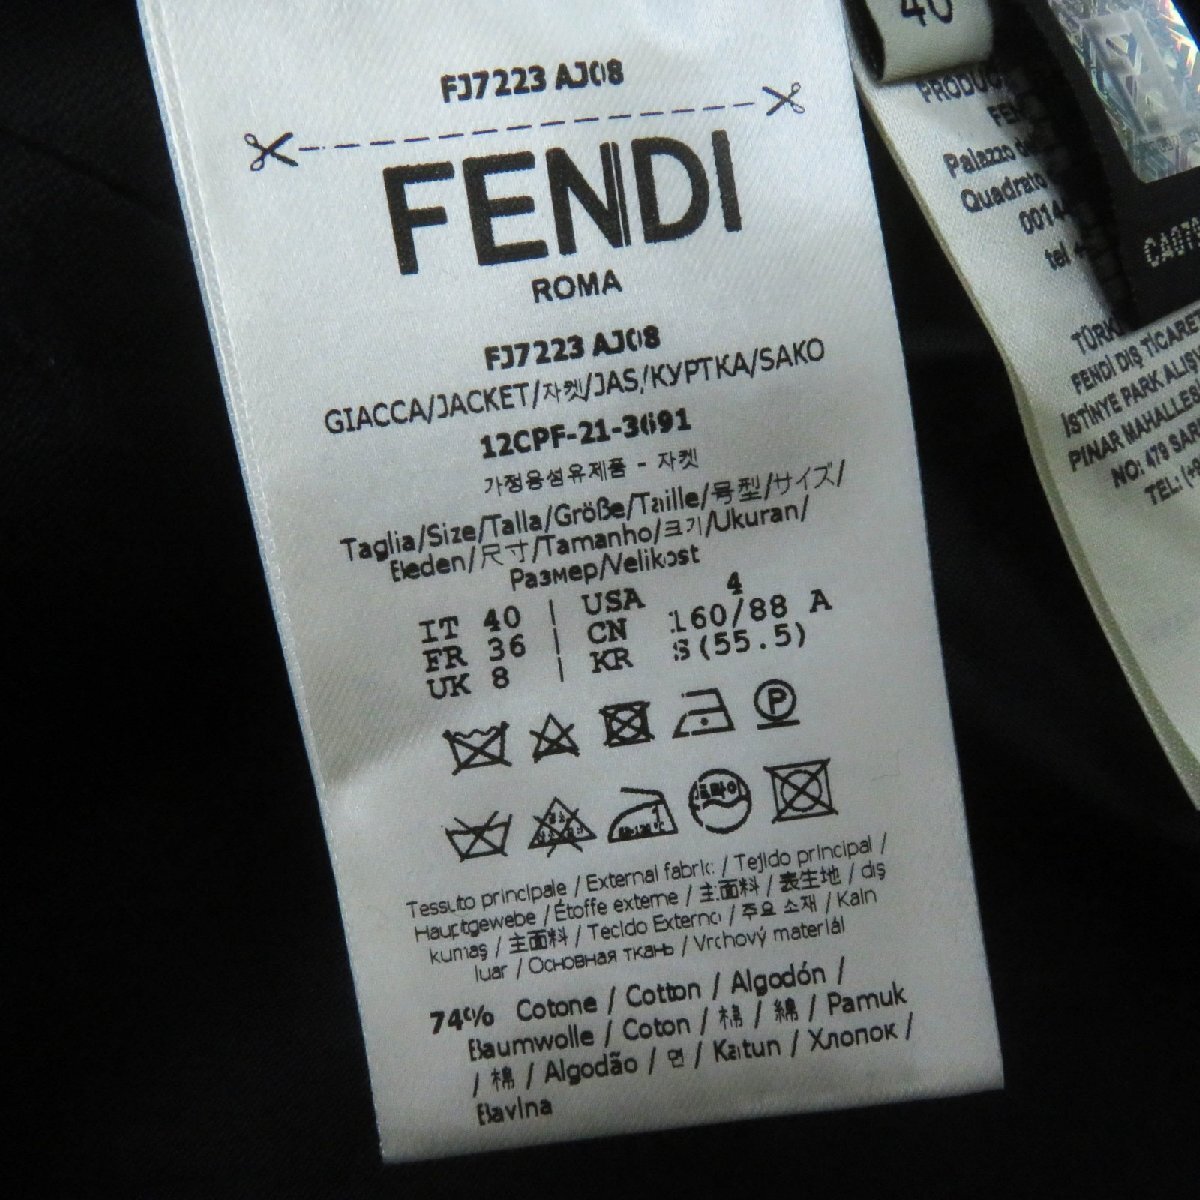 FJ7223 AJ08
FENDI
ROMA
FJ7223 AJ08
GIACCA/JACKET/자켓/JAS/КУРТКА/SAKO
12CPF-21-3691
가정용섬유제품 - 자켓
Taglia/Size/Talla/Größe/Taille/号型/サイズ/
Beden/尺寸/Tamanho/크기/Ukuran/
Размер/Velikost
IT 40 | USA 4
FR 36 | CN 160/88 A
UK 8 | KR S(55.5)
P
Tessuto principale / External fabric / Tejido principal /
Hauptgewebe / Étoffe externe / 主面料 / 表生地 / dış
kumaş / 主面料 / Tecido Externo / 주요 소재 / Kain
luar / Основная ткань / Vrchový materiál
74% Cotone / Cotton / Algodón /
Baumwolle / Coton / 棉 / 綿 / Pamuk
/ 棉 / Algodão / 면 / Katun / Хлопок /
Bavlna
40
FEN
Palazzo
Quadrato
0014
tel
CA078
TÜRK
FENDİ DIŞ TİCARET
İSTİNYE PARK ALIŞ
PINAR MAHALLES
NO: 479 SAR
TEL: (+9